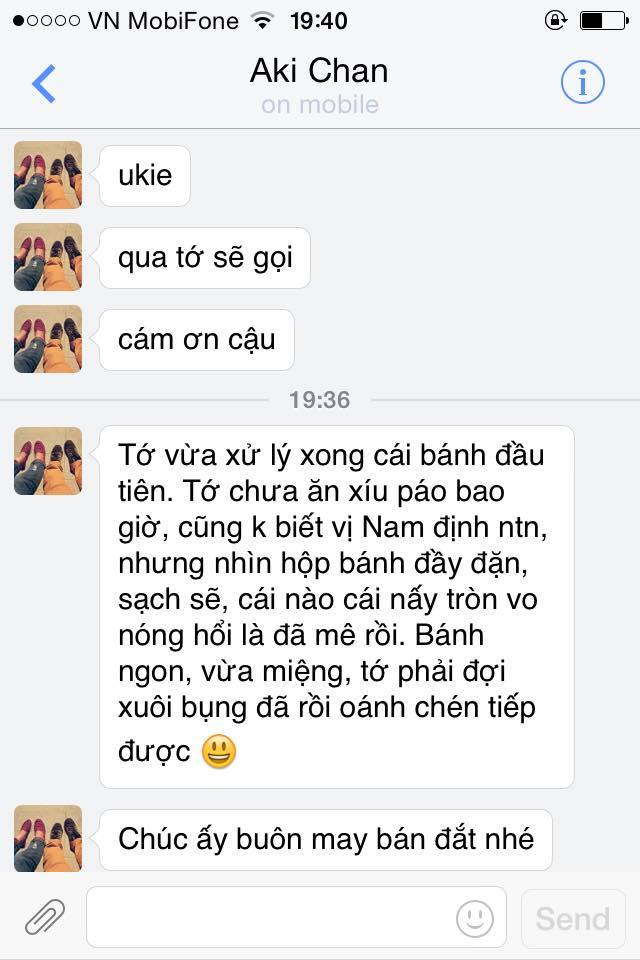 VN MobiFone 19:40
Aki Chan
on mobile
ukie
qua tớ sẽ gọi
cám ơn cậu
19:36
Tớ vừa xử lý xong cái bánh đầu
tiên. Tớ chưa ăn xíu páo bao
giờ, cũng k biết vị Nam định ntn,
nhưng nhìn hộp bánh đầy đặn,
sạch sẽ, cái nào cái nấy tròn vo
nóng hổi là đã mê rồi. Bánh
ngon, vừa miệng, tớ phải đợi
xuôi bụng đã rồi oánh chén tiếp
được 😃
Chúc ấy buôn may bán đắt nhé
Send